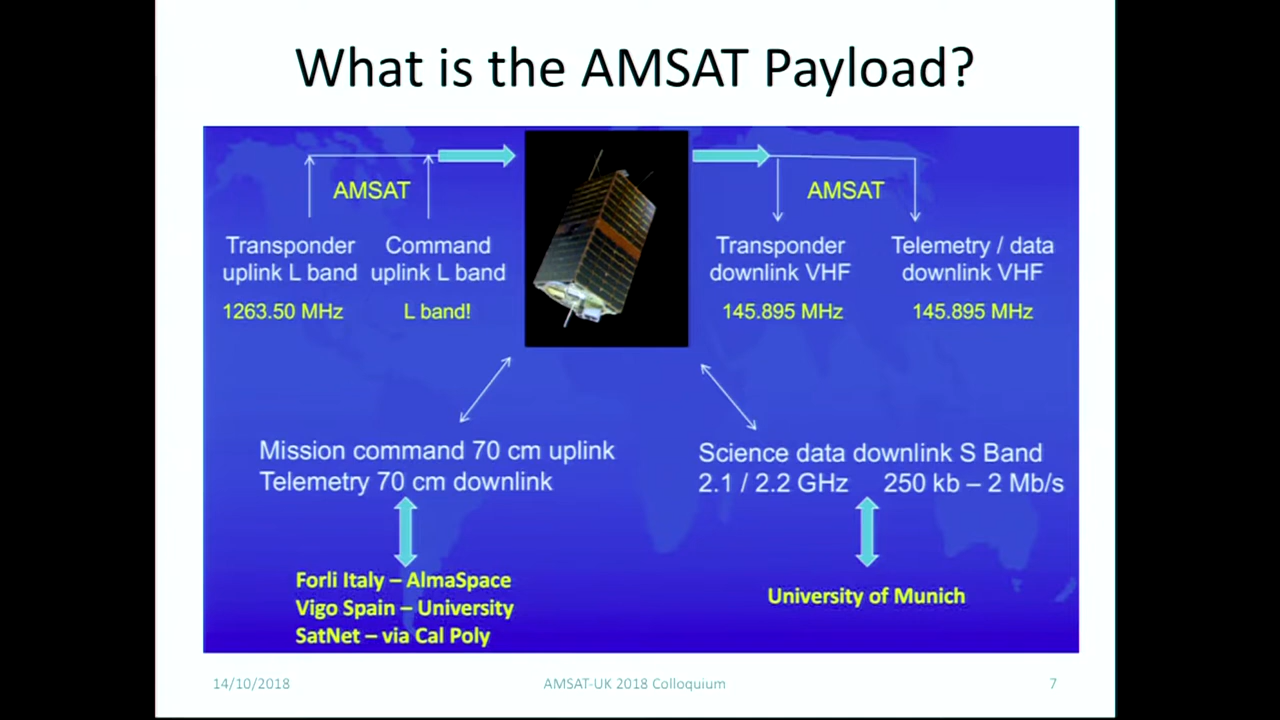 What is the AMSAT Payload?
AMSAT
Transponder
uplink L band
1263.50 MHz
Command
uplink L band
L band!
AMSAT
Transponder
downlink VHF
145.895 MHz
Telemetry / data
downlink VHF
145.895 MHz
Mission command 70 cm uplink
Telemetry 70 cm downlink
Forli Italy – AlmaSpace
Vigo Spain – University
SatNet – via Cal Poly
Science data downlink S Band
2.1 / 2.2 GHz 250 kb – 2 Mb/s
University of Munich
14/10/2018
AMSAT-UK 2018 Colloquium
7